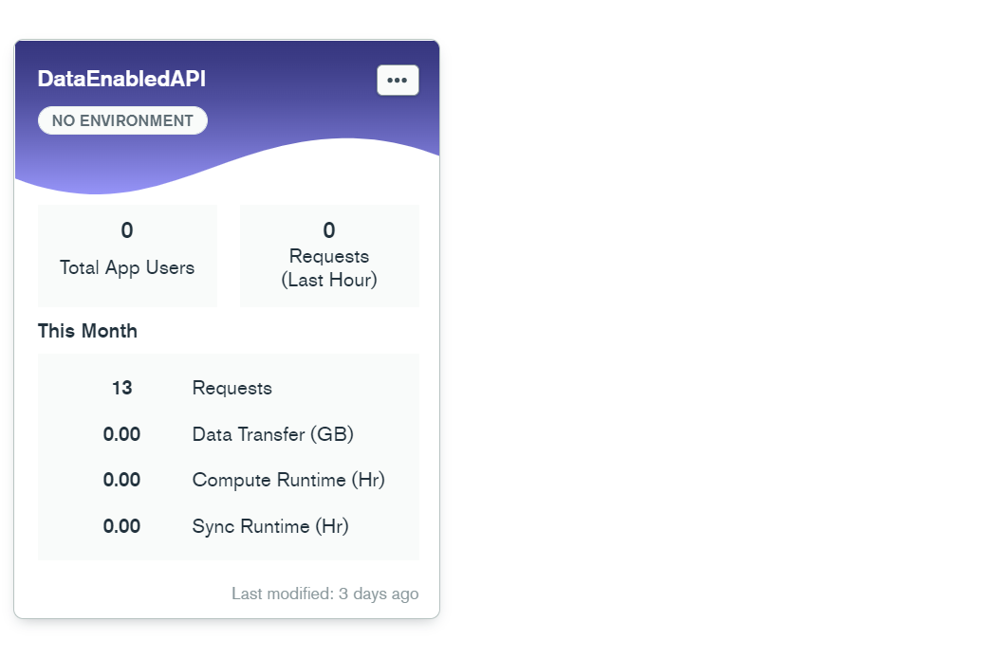 DataEnabledAPI
•••
NO ENVIRONMENT
0
Total App Users
0
Requests
(Last Hour)
This Month
13 Requests
0.00 Data Transfer (GB)
0.00 Compute Runtime (Hr)
0.00 Sync Runtime (Hr)
Last modified: 3 days ago